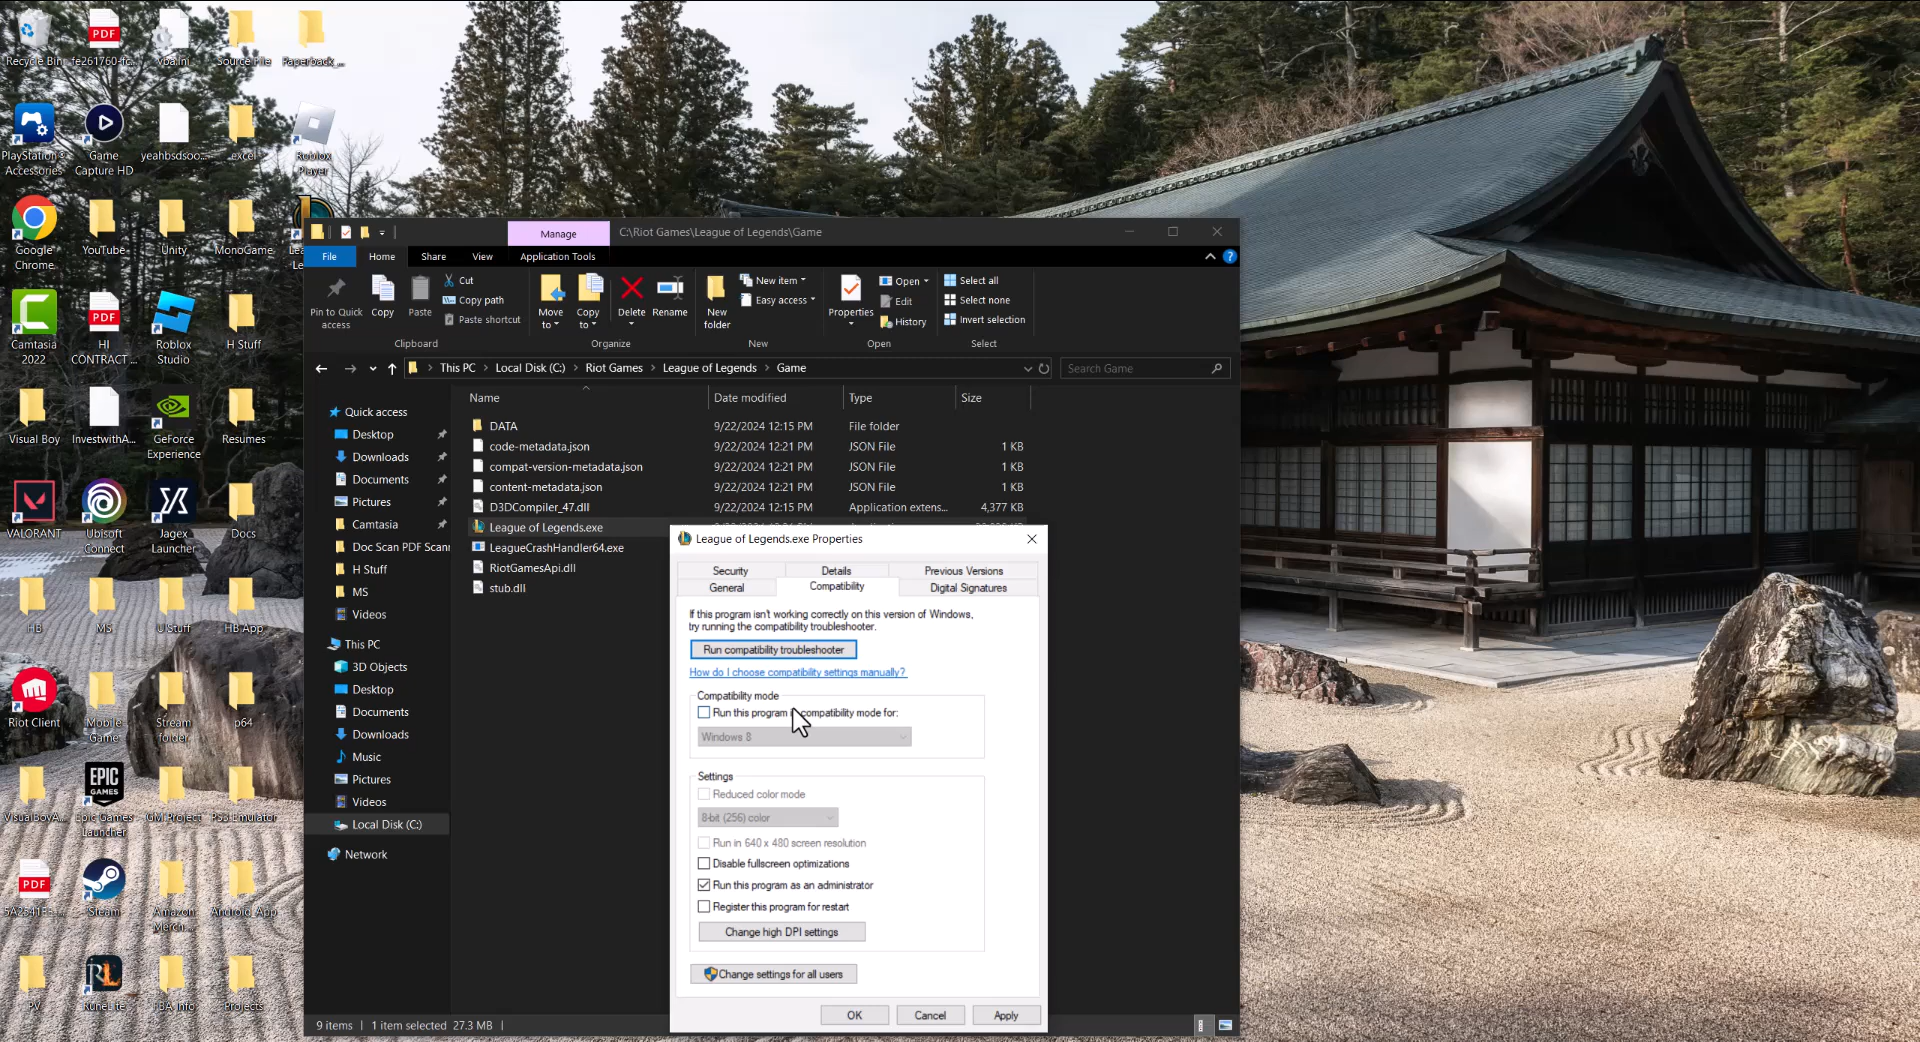 Recycle Bin
fe261760-fc...
vba.ini
Source File
Paperback_...
PlayStation®
Accessories
Game
Capture HD
yeahbsdsoo...
excel
Roblox
Player
Google
Chrome
YouTube
Unity
MonoGame
Camtasia
2022
PDF
HI
CONTRACT ...
Roblox
Studio
H Stuff
Visual Boy
InvestwithA...
GeForce
Experience
Resumes
VALORANT
Ubisoft
Connect
Jagex
Launcher
Docs
HB
MS
U Stuff
HB App
Riot Client
Mobile
Game
Stream
folder
p64
VisualboyA...
EPIC
GAMES
Epic Games
Launcher
GM Project
PS3 Emulator
PDF
Steam
Amazon
Merch...
Android_App
PV
RuneLite
FBA_Info
Projects
Manage
C:\Riot Games\League of Legends\Game
File
Home
Share
View
Application Tools
Pin to Quick
access
Copy
Paste
Cut
Copy path
Paste shortcut
Clipboard
Move
to
Copy
to
Delete
Rename
Organize
New
folder
New item
Easy access
New
Properties
Open
Edit
History
Open
Select all
Select none
Invert selection
Select
This PC
Local Disk (C:)
Riot Games
League of Legends
Game
Search Game
Name
Date modified
Type
Size
DATA 9/22/2024 12:15 PM File folder
code-metadata.json 9/22/2024 12:21 PM JSON File 1 KB
compat-version-metadata.json 9/22/2024 12:21 PM JSON File 1 KB
content-metadata.json 9/22/2024 12:21 PM JSON File 1 KB
D3DCompiler_47.dll 9/22/2024 12:15 PM Application extens... 4,377 KB
League of Legends.exe
LeagueCrashHandler64.exe
RiotGamesApi.dll
stub.dll
Quick access
Desktop
Downloads
Documents
Pictures
Camtasia
Doc Scan PDF Scann
H Stuff
MS
Videos
This PC
3D Objects
Desktop
Documents
Downloads
Music
Pictures
Videos
Local Disk (C:)
Network
9 items
1 item selected 27.3 MB
League of Legends.exe Properties
Security
Details
Previous Versions
General
Compatibility
Digital Signatures
If this program isn't working correctly on this version of Windows,
try running the compatibility troubleshooter.
Run compatibility troubleshooter
How do I choose compatibility settings manually?
Compatibility mode
Run this program compatibility mode for:
Windows 8
Settings
Reduced color mode
8-bit (256) color
Run in 640 x 480 screen resolution
Disable fullscreen optimizations
Run this program as an administrator
Register this program for restart
Change high DPI settings
Change settings for all users
OK
Cancel
Apply